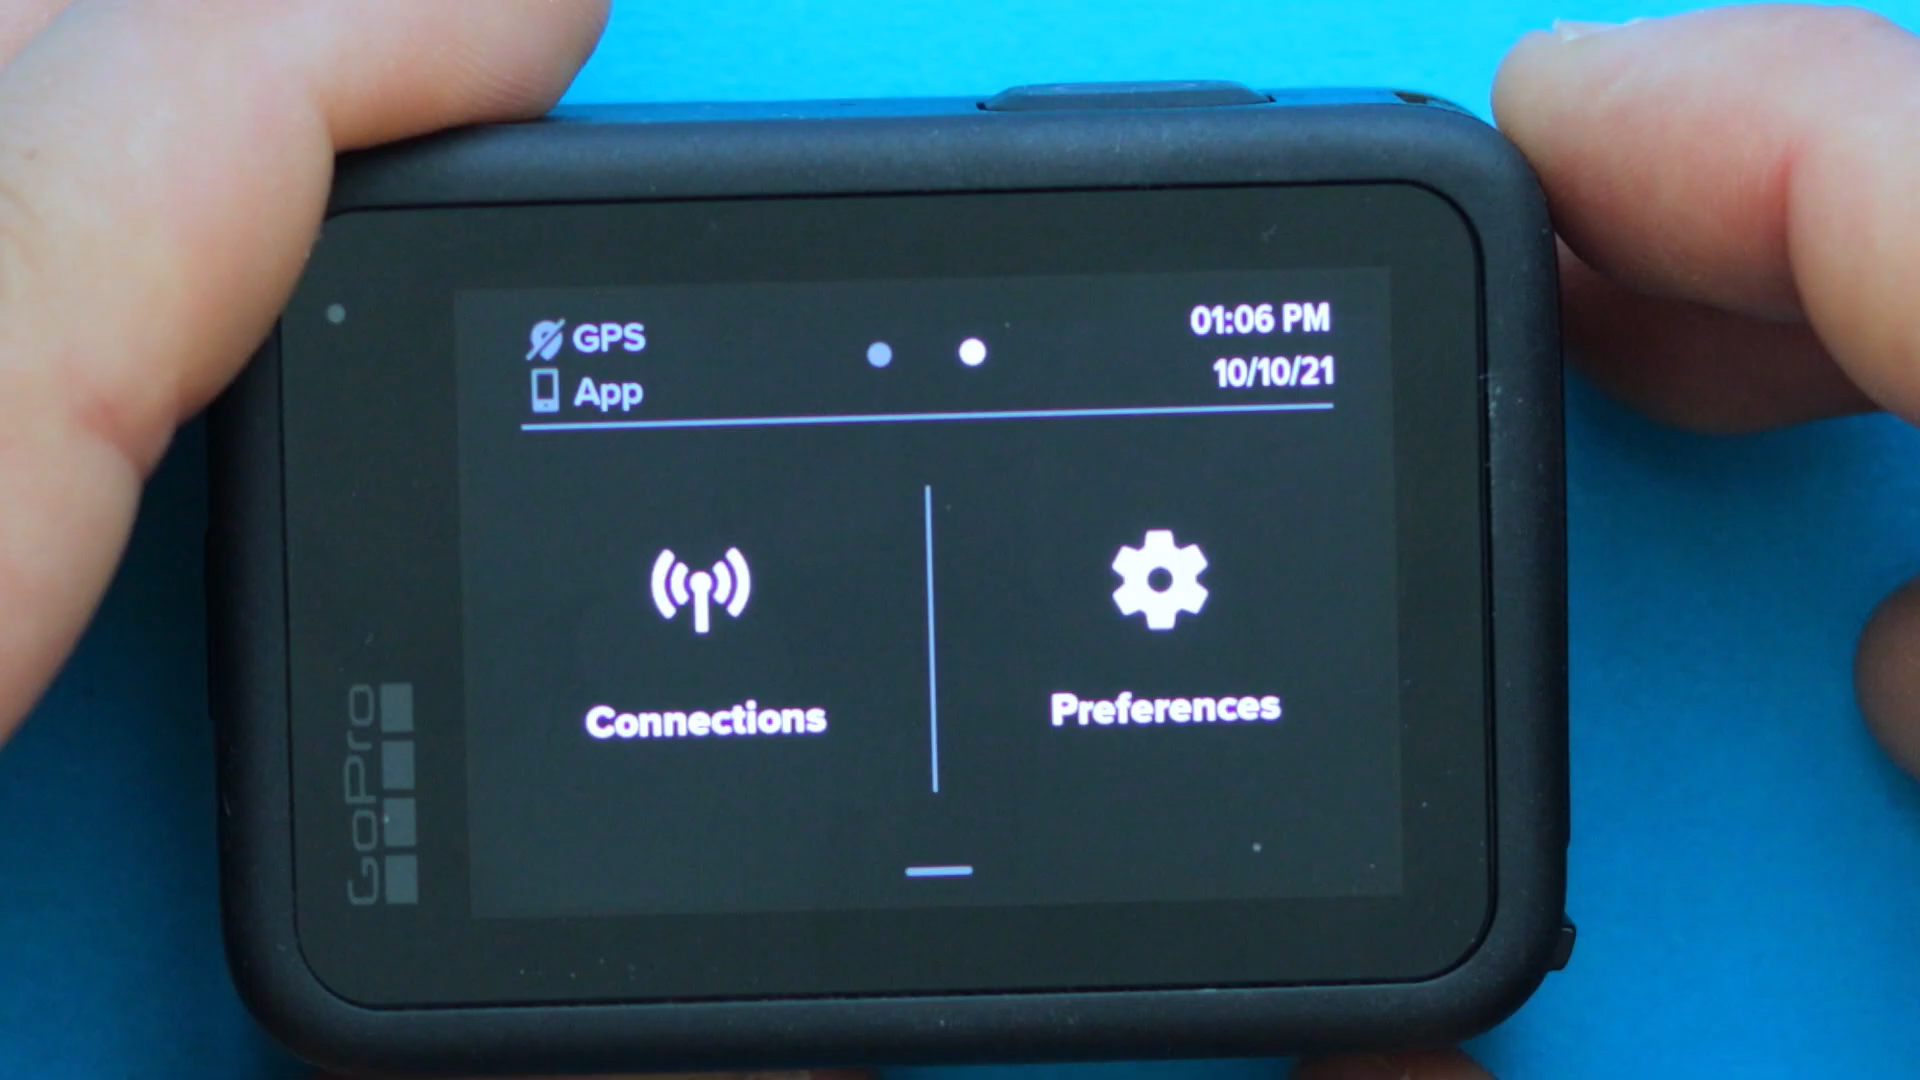 GPS
01:06 PM
App
10/10/21
Connections
Preferences
GoPro